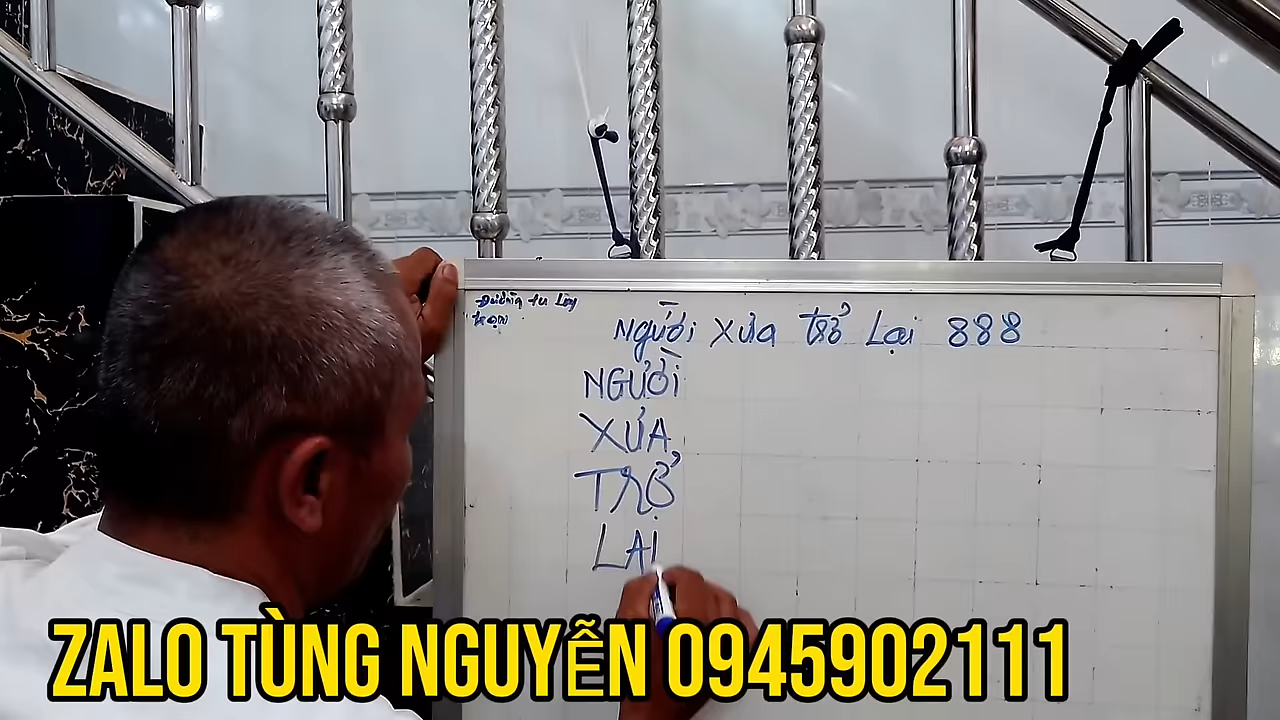 Người Xưa trở Lại 888
NGƯỜI
XƯA
TRỞ
LẠI
ZALO TÙNG NGUYỄN 0945902111